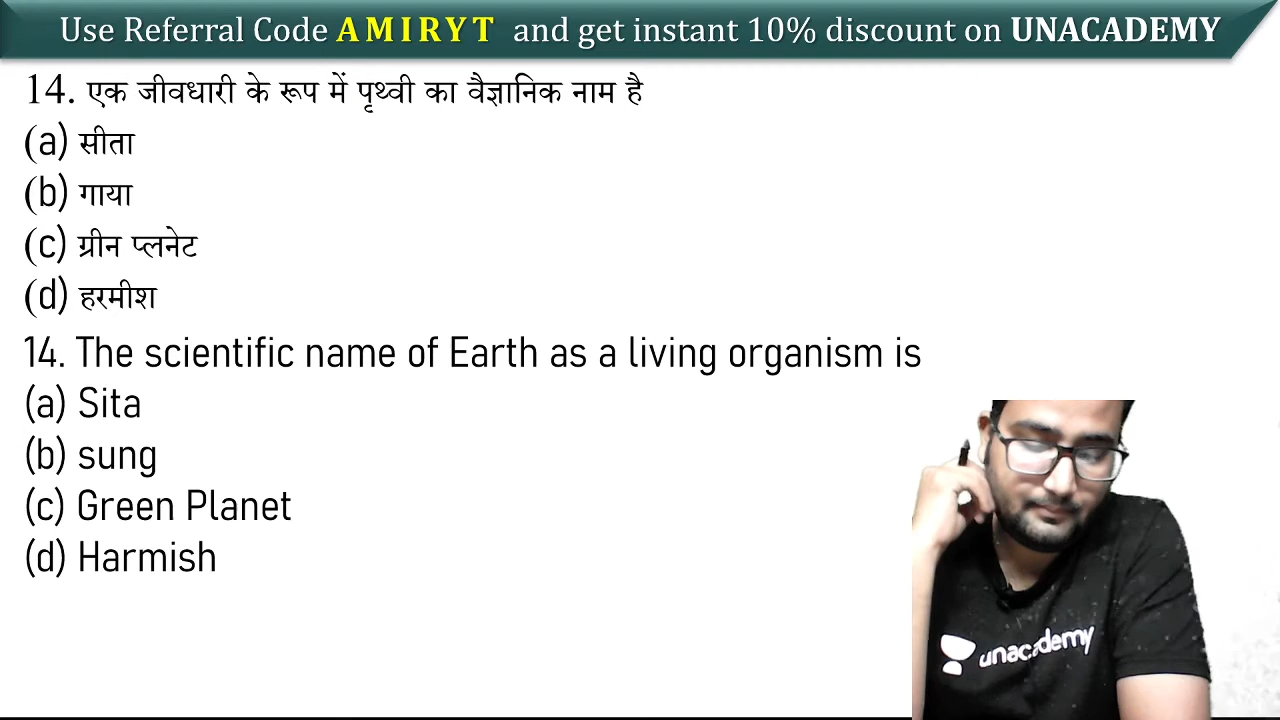 Use Referral Code A M I R Y T and get instant 10% discount on UNACADEMY
14. एक जीवधारी के रूप में पृथ्वी का वैज्ञानिक नाम है
(a) सीता
(b) गाया
(c) ग्रीन प्लनेट
(d) हरमीश
14. The scientific name of Earth as a living organism is
(a) Sita
(b) sung
(c) Green Planet
(d) Harmish
unacademy